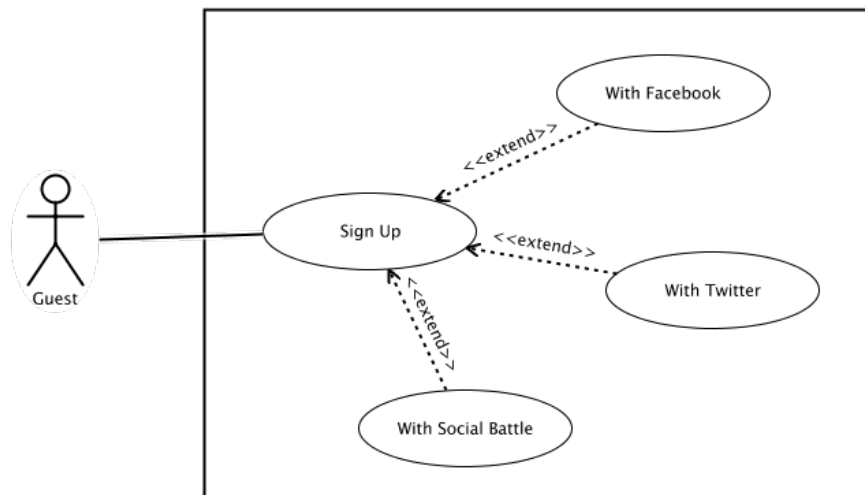 With Facebook
<<extend>>
Sign Up
<<extend>>
With Twitter
Guest
<<extend>>
With Social Battle